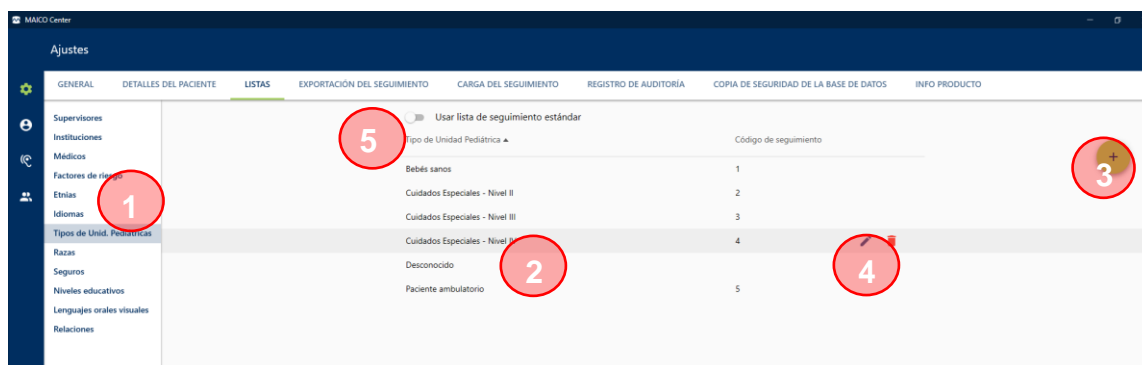 MAICO Center
Ajustes
GENERAL DETALLES DEL PACIENTE LISTAS EXPORTACIÓN DEL SEGUIMIENTO CARGA DEL SEGUIMIENTO REGISTRO DE AUDITORÍA COPIA DE SEGURIDAD DE LA BASE DE DATOS INFO PRODUCTO
Supervisores
Instituciones
Médicos
Factores de riesgo
Etnias
Idiomas
Tipos de Unid. Pediátricas
Razas
Seguros
Niveles educativos
Lenguajes orales visuales
Relaciones
1
Usar lista de seguimiento estándar
5
Tipo de Unidad Pediátrica Código de seguimiento
Bebés sanos 1
Cuidados Especiales - Nivel II 2
Cuidados Especiales - Nivel III 3
Cuidados Especiales - Nivel IV 4
Desconocido
Paciente ambulatorio 5
2
4
+
3